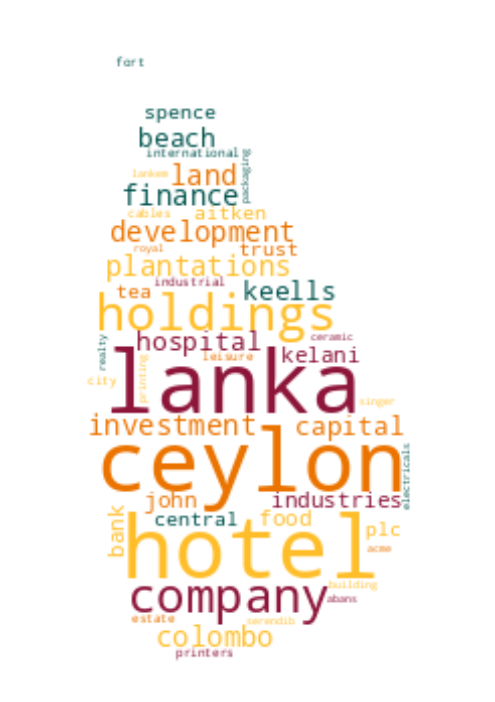 fort
spence
beach
international
lankem land packaging
finance
cables aitken
development
royal trust
plantations
industrial
tea keells
holdings
hospital ceramic
realty printing leisure kelani
lanka
city singer
investment capital
ceylon electricals
john industries
bank central food plc
hotel acme
building
company abans
estate serendib
colombo
printers